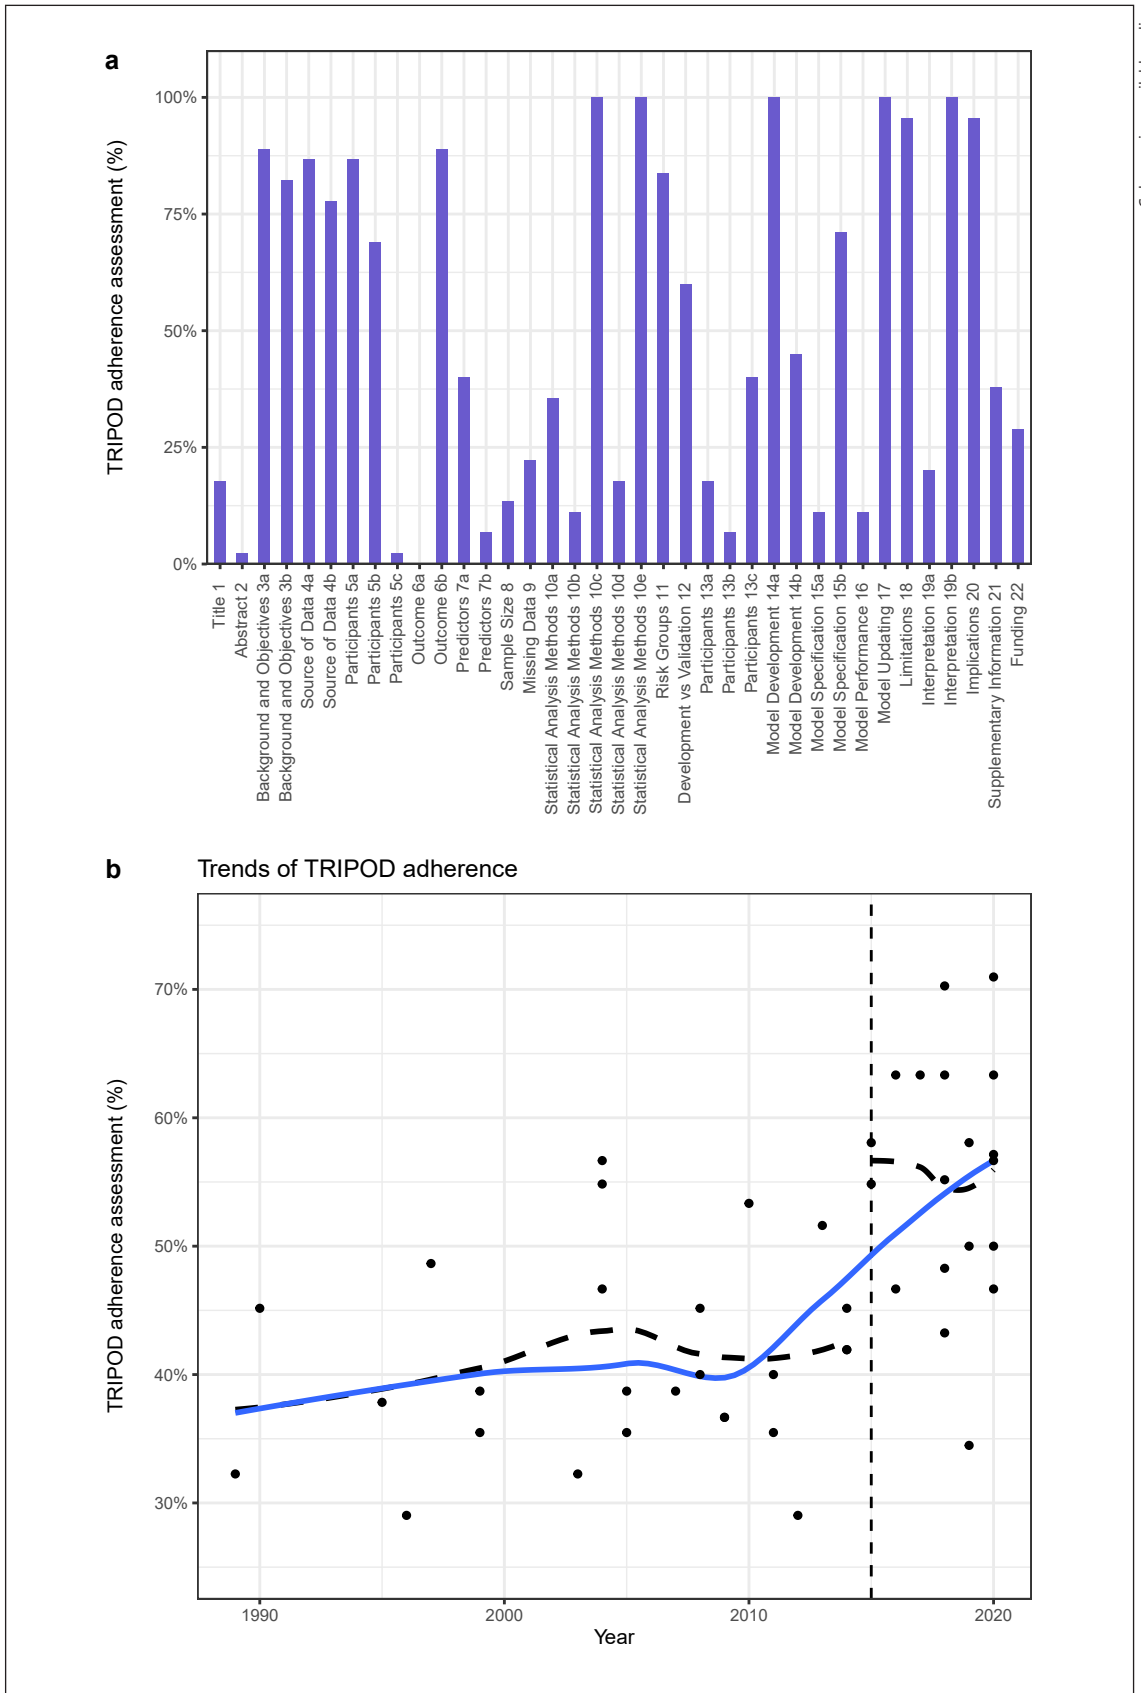 a
TRIPOD adherence assessment (%)
100%
75%
50%
25%
0%
Title 1
Abstract 2
Background and Objectives 3a
Background and Objectives 3b
Source of Data 4a
Source of Data 4b
Participants 5a
Participants 5b
Participants 5c
Outcome 6a
Outcome 6b
Predictors 7a
Predictors 7b
Sample Size 8
Missing Data 9
Statistical Analysis Methods 10a
Statistical Analysis Methods 10b
Statistical Analysis Methods 10c
Statistical Analysis Methods 10d
Statistical Analysis Methods 10e
Risk Groups 11
Development vs Validation 12
Participants 13a
Participants 13b
Participants 13c
Model Development 14a
Model Development 14b
Model Specification 15a
Model Specification 15b
Model Performance 16
Model Updating 17
Limitations 18
Interpretation 19a
Interpretation 19b
Implications 20
Supplementary Information 21
Funding 22
b
Trends of TRIPOD adherence
TRIPOD adherence assessment (%)
70%
60%
50%
40%
30%
1990
2000
2010
2020
Year